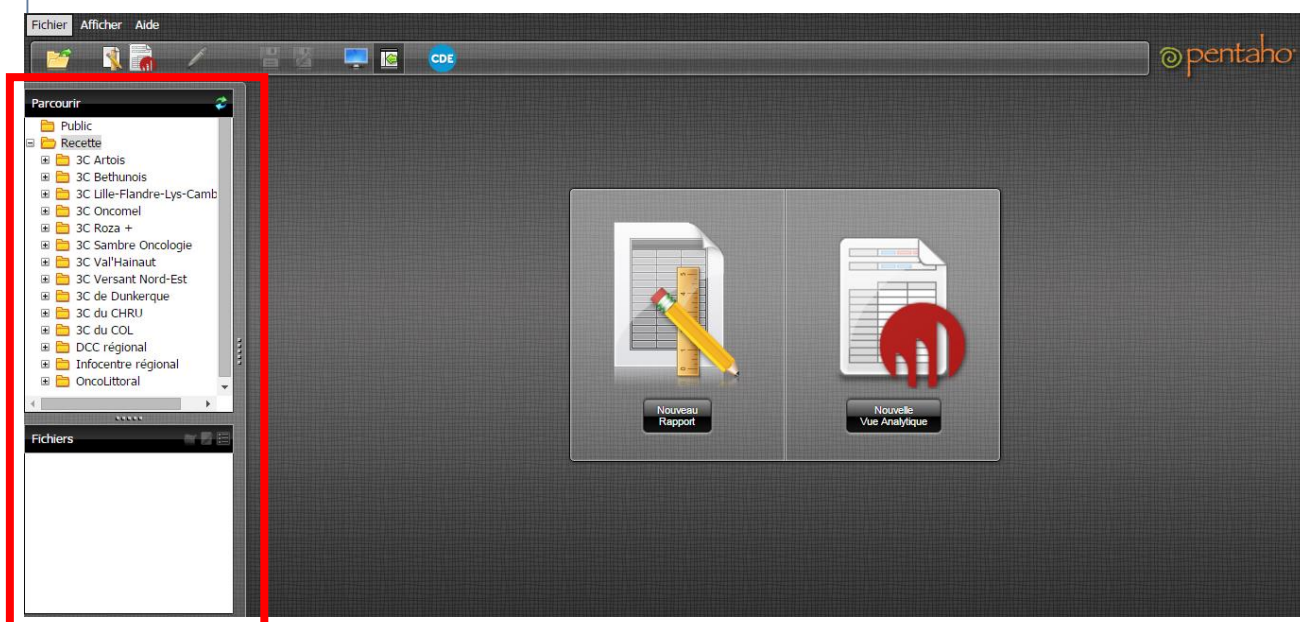 Fichier Afficher Aide
CDE
pentaho
Parcourir
Public
Recette
3C Artois
3C Bethunois
3C Lille-Flandre-Lys-Camb
3C Oncomel
3C Roza +
3C Sambre Oncologie
3C Val'Hainaut
3C Versant Nord-Est
3C de Dunkerque
3C du CHRU
3C du COL
DCC régional
Infocentre régional
OncoLittoral
Fichiers
Nouveau
Rapport
Nouvelle
Vue Analytique